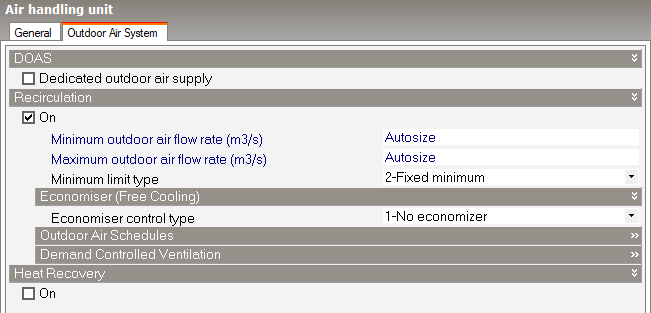 Air handling unit
General Outdoor Air System
DOAS
Dedicated outdoor air supply
Recirculation
On
Minimum outdoor air flow rate (m3/s) Autosize
Maximum outdoor air flow rate (m3/s) Autosize
Minimum limit type 2-Fixed minimum
Economiser (Free Cooling)
Economiser control type 1-No economizer
Outdoor Air Schedules
Demand Controlled Ventilation
Heat Recovery
On